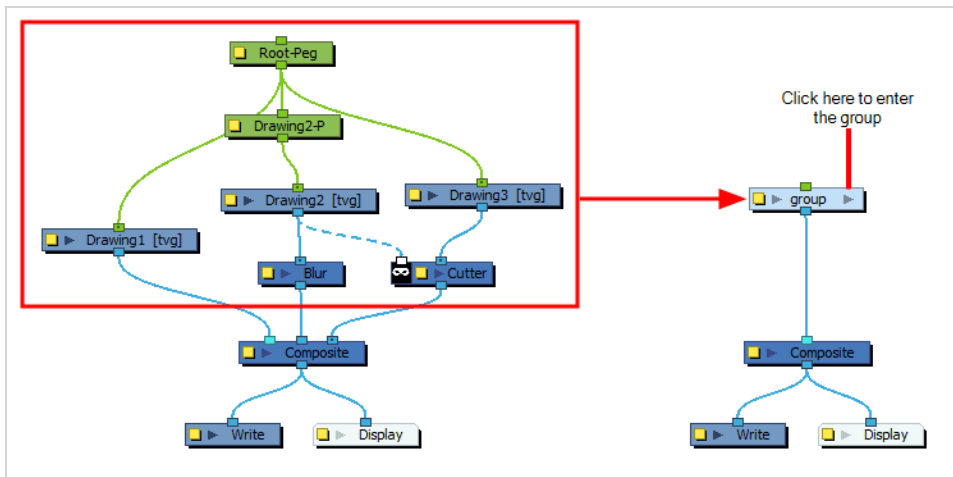 Root-Peg
Click here to enter
the group
Drawing2-P
Drawing2 [tvg]
Drawing3 [tvg]
group
Drawing1 [tvg]
Blur
Cutter
Composite
Composite
Write
Display
Write
Display